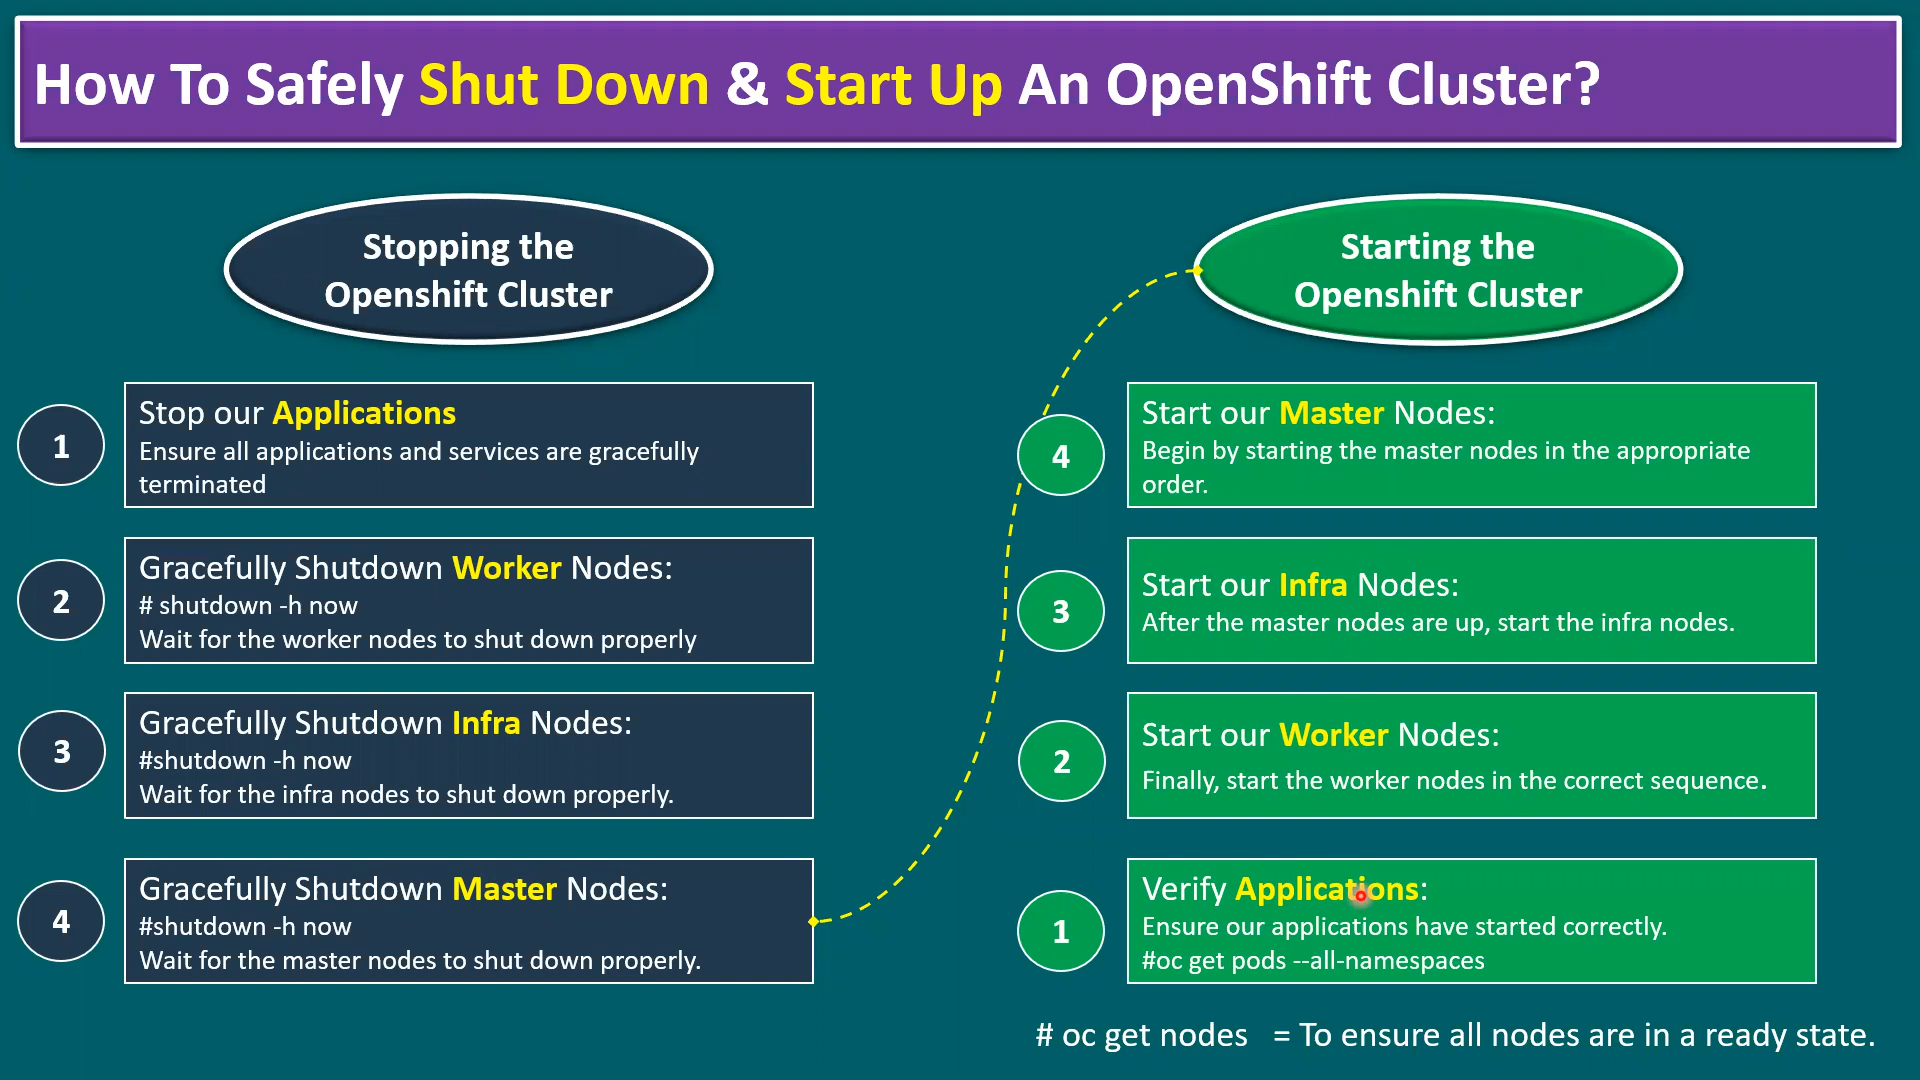 How To Safely Shut Down & Start Up An OpenShift Cluster?
Stopping the
Openshift Cluster
1
Stop our Applications
Ensure all applications and services are gracefully
terminated
2
Gracefully Shutdown Worker Nodes:
# shutdown -h now
Wait for the worker nodes to shut down properly
3
Gracefully Shutdown Infra Nodes:
#shutdown -h now
Wait for the infra nodes to shut down properly.
4
Gracefully Shutdown Master Nodes:
#shutdown -h now
Wait for the master nodes to shut down properly.
Starting the
Openshift Cluster
4
Start our Master Nodes:
Begin by starting the master nodes in the appropriate
order.
3
Start our Infra Nodes:
After the master nodes are up, start the infra nodes.
2
Start our Worker Nodes:
Finally, start the worker nodes in the correct sequence.
1
Verify Applications:
Ensure our applications have started correctly.
#oc get pods --all-namespaces
# oc get nodes = To ensure all nodes are in a ready state.